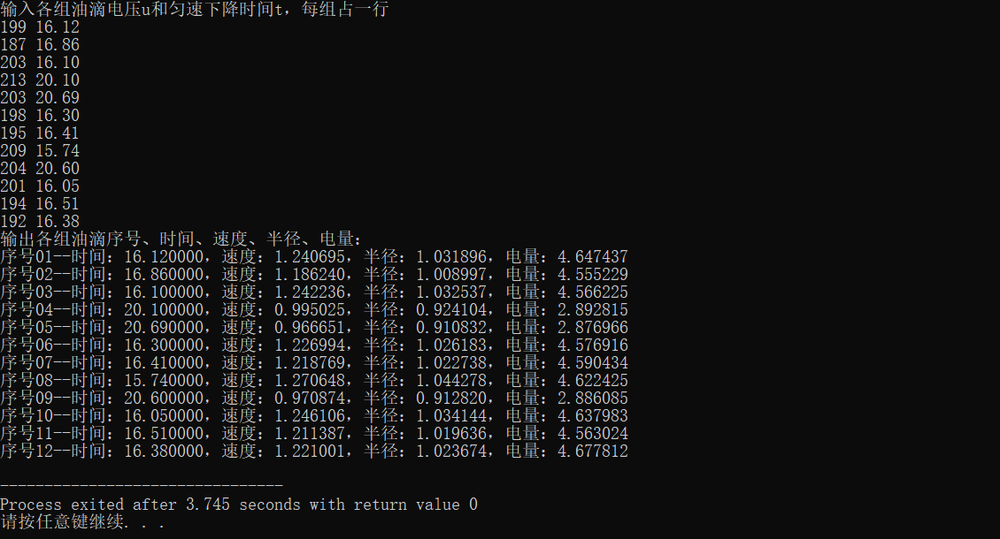 输入各组油滴电压u和匀速下降时间t，每组占一行
199 16.12
187 16.86
203 16.10
213 20.10
203 20.69
198 16.30
195 16.41
209 15.74
204 20.60
201 16.05
194 16.51
192 16.38
输出各组油滴序号、时间、速度、半径、电量：
序号01--时间：16.120000，速度：1.240695，半径：1.031896，电量：4.647437
序号02--时间：16.860000，速度：1.186240，半径：1.008997，电量：4.555229
序号03--时间：16.100000，速度：1.242236，半径：1.032537，电量：4.566225
序号04--时间：20.100000，速度：0.995025，半径：0.924104，电量：2.892815
序号05--时间：20.690000，速度：0.966651，半径：0.910832，电量：2.876966
序号06--时间：16.300000，速度：1.226994，半径：1.026183，电量：4.576916
序号07--时间：16.410000，速度：1.218769，半径：1.022738，电量：4.590434
序号08--时间：15.740000，速度：1.270648，半径：1.044278，电量：4.622425
序号09--时间：20.600000，速度：0.970874，半径：0.912820，电量：2.886085
序号10--时间：16.050000，速度：1.246106，半径：1.034144，电量：4.637983
序号11--时间：16.510000，速度：1.211387，半径：1.019636，电量：4.563024
序号12--时间：16.380000，速度：1.221001，半径：1.023674，电量：4.677812
--------------------------------
Process exited after 3.745 seconds with return value 0
请按任意键继续. . .